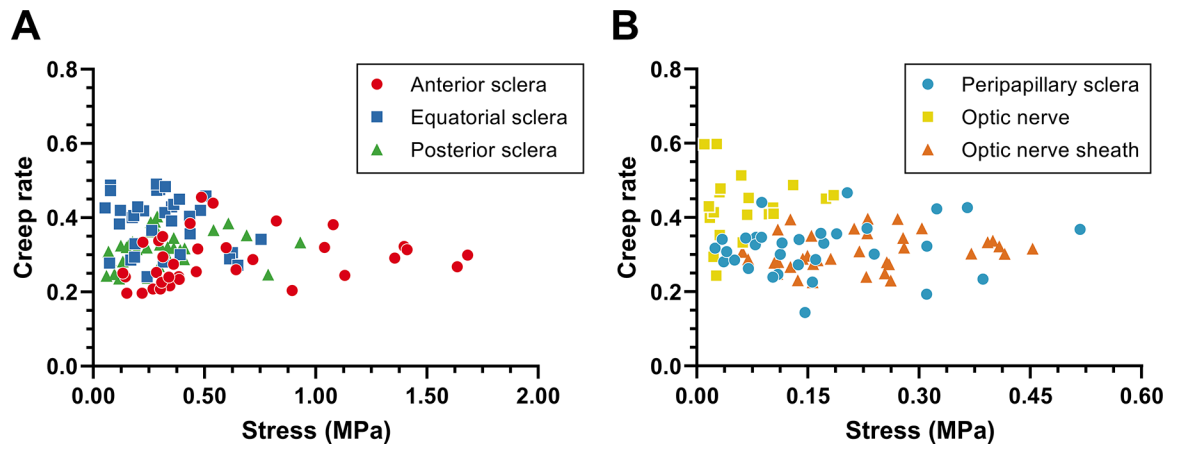 A
Creep rate
0.8
0.6
0.4
0.2
0.0
0.00 0.50 1.00 1.50 2.00
Stress (MPa)
Anterior sclera
Equatorial sclera
Posterior sclera
B
Creep rate
0.8
0.6
0.4
0.2
0.0
0.00 0.15 0.30 0.45 0.60
Stress (MPa)
Peripapillary sclera
Optic nerve
Optic nerve sheath